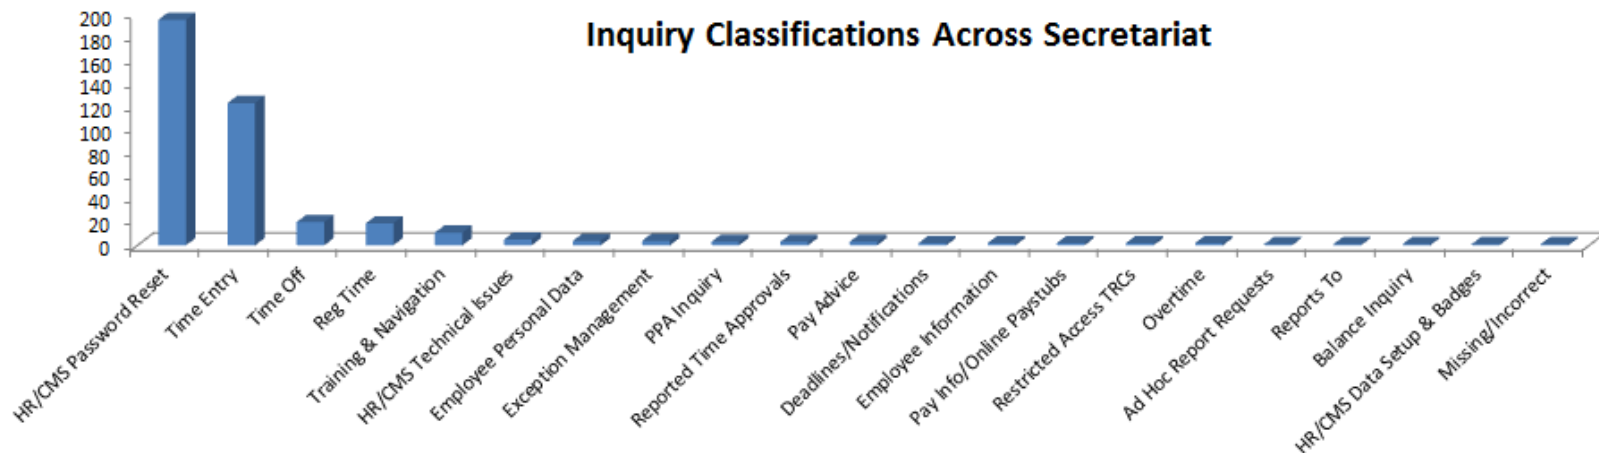 Inquiry Classifications Across Secretariat
200
180
160
140
120
100
80
60
40
20
0
HR/CMS Password Reset
Time Entry
Time Off
Reg Time
Training & Navigation
HR/CMS Technical Issues
Employee Personal Data
Exception Management
PPA Inquiry
Reported Time Approvals
Pay Advice
Deadlines/Notifications
Employee Information
Pay Info/Online Paystubs
Restricted Access TRCs
Overtime
Ad Hoc Report Requests
Reports To
Balance Inquiry
HR/CMS Data Setup & Badges
Missing/Incorrect